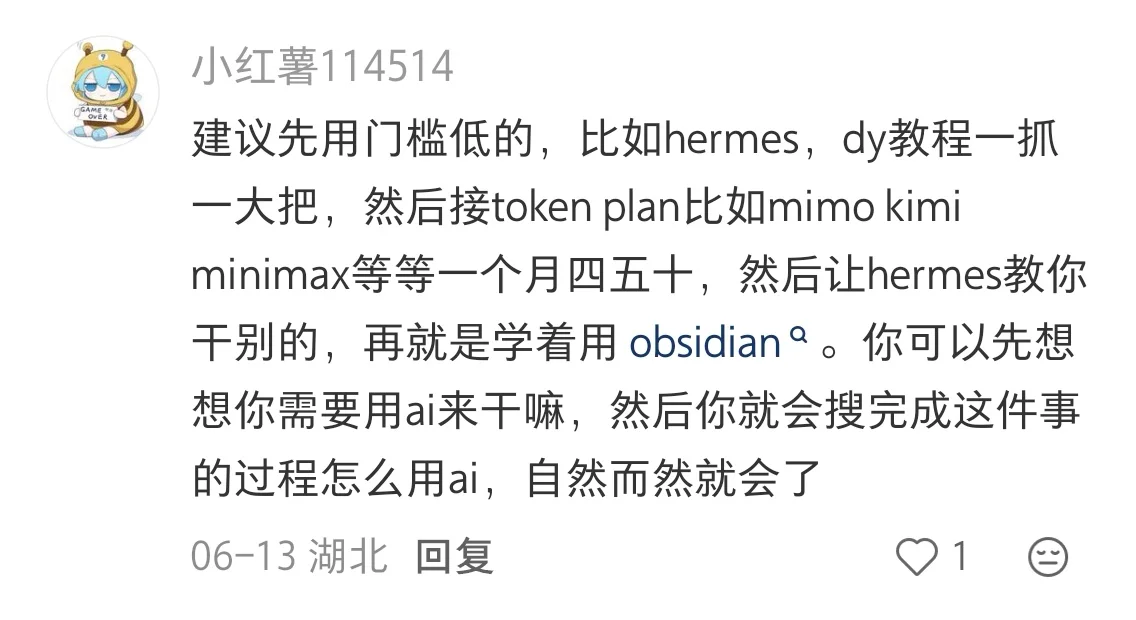 小红薯114514
建议先用门槛低的，比如hermes，dy教程一抓
一大把，然后接token plan比如mimo kimi
minimax等等一个月四五十，然后让hermes教你
干别的，再就是学着用 obsidian 。你可以先想
想你需要用ai来干嘛，然后你就会搜完成这件事
的过程怎么用ai，自然而然就会了
06-13 湖北 回复 1
GAME
OVER